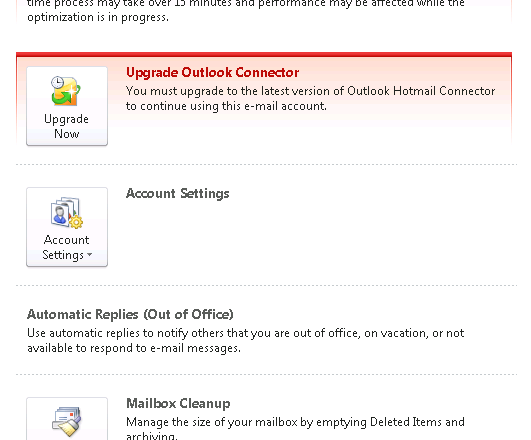 time process may take over 15 minutes and performance may be affected while the
optimization is in progress.
Upgrade Outlook Connector
You must upgrade to the latest version of Outlook Hotmail Connector
to continue using this e-mail account.
Upgrade
Now
Account Settings
Account
Settings
Automatic Replies (Out of Office)
Use automatic replies to notify others that you are out of office, on vacation, or not
available to respond to e-mail messages.
Mailbox Cleanup
Manage the size of your mailbox by emptying Deleted Items and
archiving.